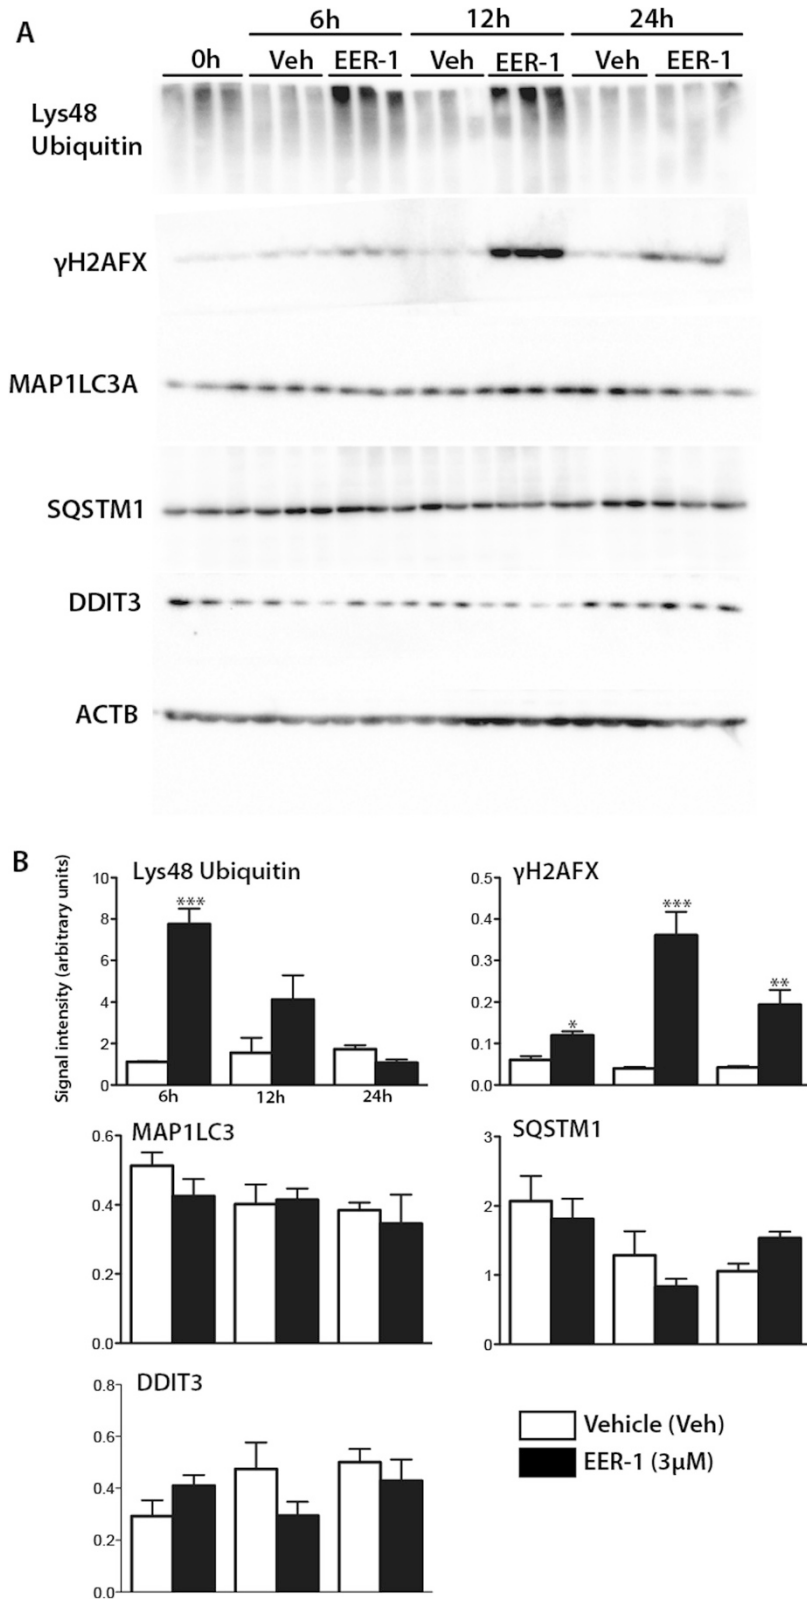 A
6h 12h 24h
0h Veh EER-1 Veh EER-1 Veh EER-1
Lys48
Ubiquitin
γH2AFX
MAP1LC3A
SQSTM1
DDIT3
ACTB
B
Signal intensity (arbitrary units)
Lys48 Ubiquitin
10
8
6
4
2
0
***
6h 12h 24h
γH2AFX
0.5
0.4
0.3
0.2
0.1
0.0
*
***
**
MAP1LC3
0.6
0.4
0.2
0.0
SQSTM1
3
2
1
0
DDIT3
0.8
0.6
0.4
0.2
0.0
Vehicle (Veh)
EER-1 (3μM)